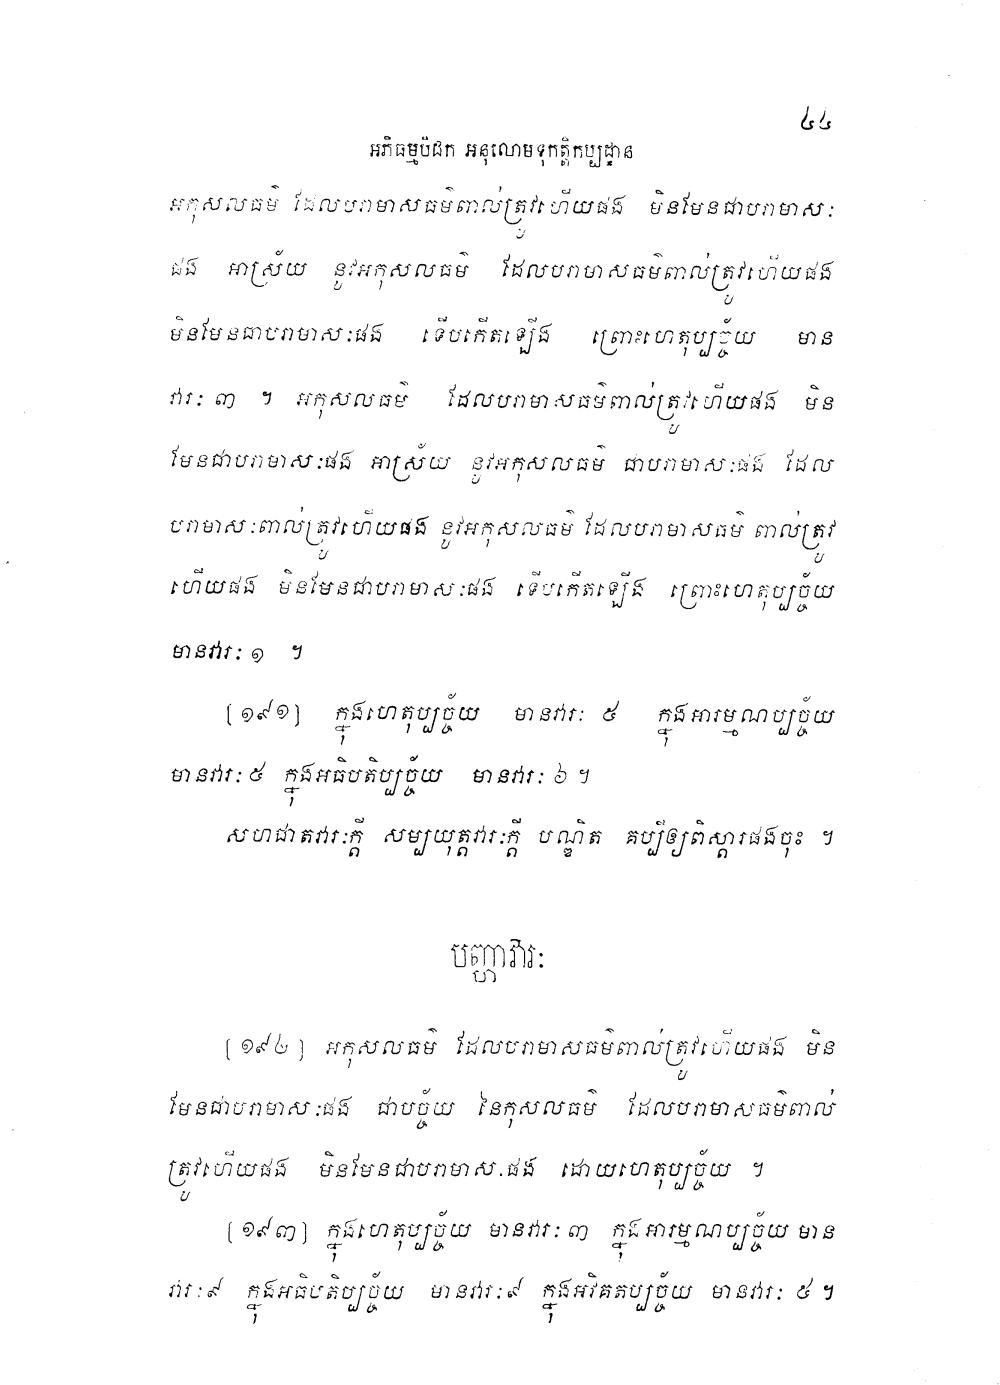 ៤៤
អភិធម្មបិដក អនុលោមទុកត្តិកប្បដ្ឋាន
អកុសលធម៌ ដែលបរាមាសធម៌ពាល់ត្រូវហើយផង មិនមែនជាបរាមាសៈ
ផង អាស្រ័យ នូវអកុសលធម៌ ដែលបរាមាសធម៌ពាល់ត្រូវហើយផង
មិនមែនជាបរាមាសៈផង ទើបកើតឡើង ព្រោះហេតុប្បច្ច័យ មាន
វារៈ ៣ ។ អកុសលធម៌ ដែលបរាមាសធម៌ពាល់ត្រូវហើយផង មិន
មែនជាបរាមាសៈផង អាស្រ័យ នូវអកុសលធម៌ ជាបរាមាសៈផង ដែល
បរាមាសៈពាល់ត្រូវហើយផង នូវអកុសលធម៌ ដែលបរាមាសធម៌ ពាល់ត្រូវ
ហើយផង មិនមែនជាបរាមាសៈផង ទើបកើតឡើង ព្រោះហេតុប្បច្ច័យ
មានវារៈ ១ ។
[១៩១] ក្នុងហេតុប្បច្ច័យ មានវារៈ ៥ ក្នុងអារម្មណប្បច្ច័យ
មានវារៈ ៥ ក្នុងអធិបតិប្បច្ច័យ មានវារៈ ៦ ។
សហជាតវារៈក្តី សម្បយុត្តវារៈក្តី បណ្ឌិត គប្បីឲ្យពិស្តារផងចុះ ។
បញ្ហាវារៈ
[១៩២] អកុសលធម៌ ដែលបរាមាសធម៌ពាល់ត្រូវហើយផង មិន
មែនជាបរាមាសៈផង ជាបច្ច័យ នៃកុសលធម៌ ដែលបរាមាសធម៌ពាល់
ត្រូវហើយផង មិនមែនជាបរាមាសៈផង ដោយហេតុប្បច្ច័យ ។
[១៩៣] ក្នុងហេតុប្បច្ច័យ មានវារៈ ៣ ក្នុងអារម្មណប្បច្ច័យ មាន
វារៈ ៩ ក្នុងអធិបតិប្បច្ច័យ មានវារៈ ៩ ក្នុងអវិគតប្បច្ច័យ មានវារៈ ៥ ។